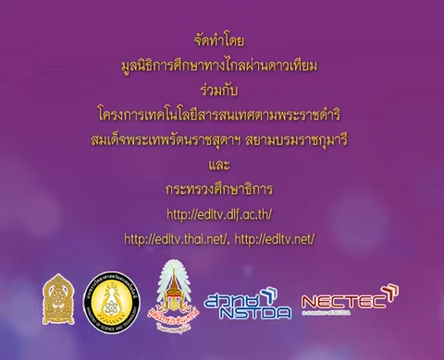 จัดทำโดย
มูลนิธิการศึกษาทางไกลผ่านดาวเทียม
ร่วมกับ
โครงการเทคโนโลยีสารสนเทศตามพระราชดำริ
สมเด็จพระเทพรัตนราชสุดาฯ สยามบรมราชกุมารี
และ
กระทรวงศึกษาธิการ
http://edltv.dlf.ac.th/
http://edltv.thai.net/, http://edltv.net/
สวทช
NSTDA
NECTEC
a member of NSTDA